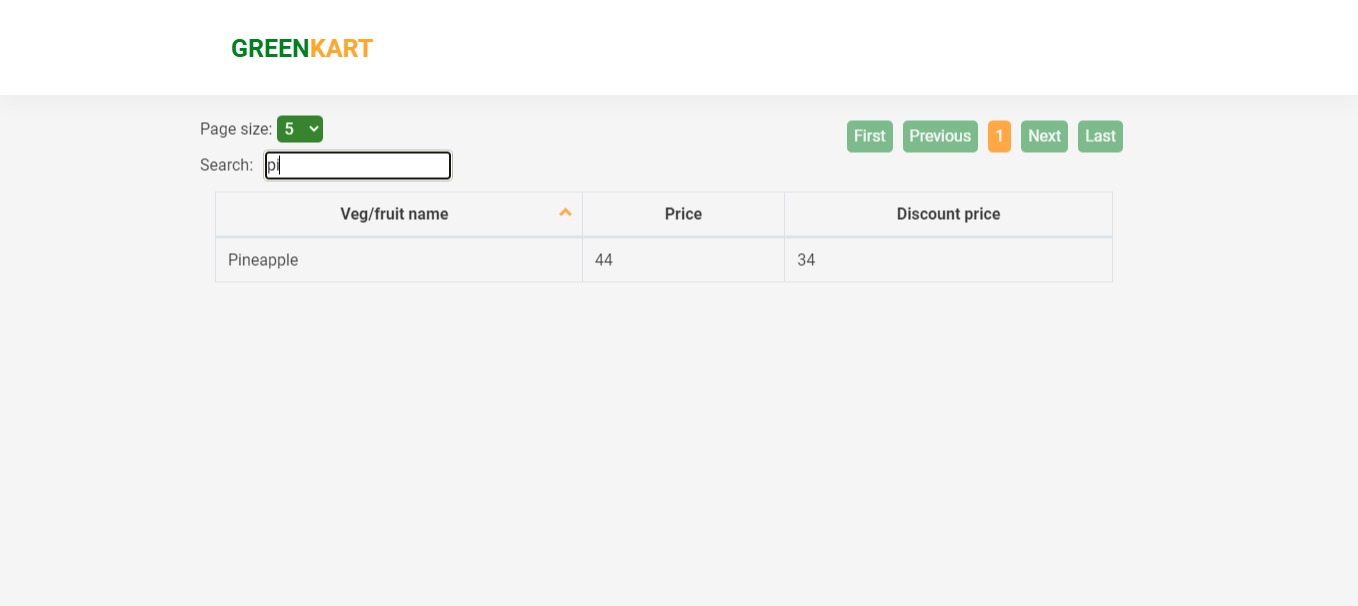 GREENKART
Page size: 5
First Previous 1 Next Last
Search: pi
Veg/fruit name Price Discount price
Pineapple 44 34